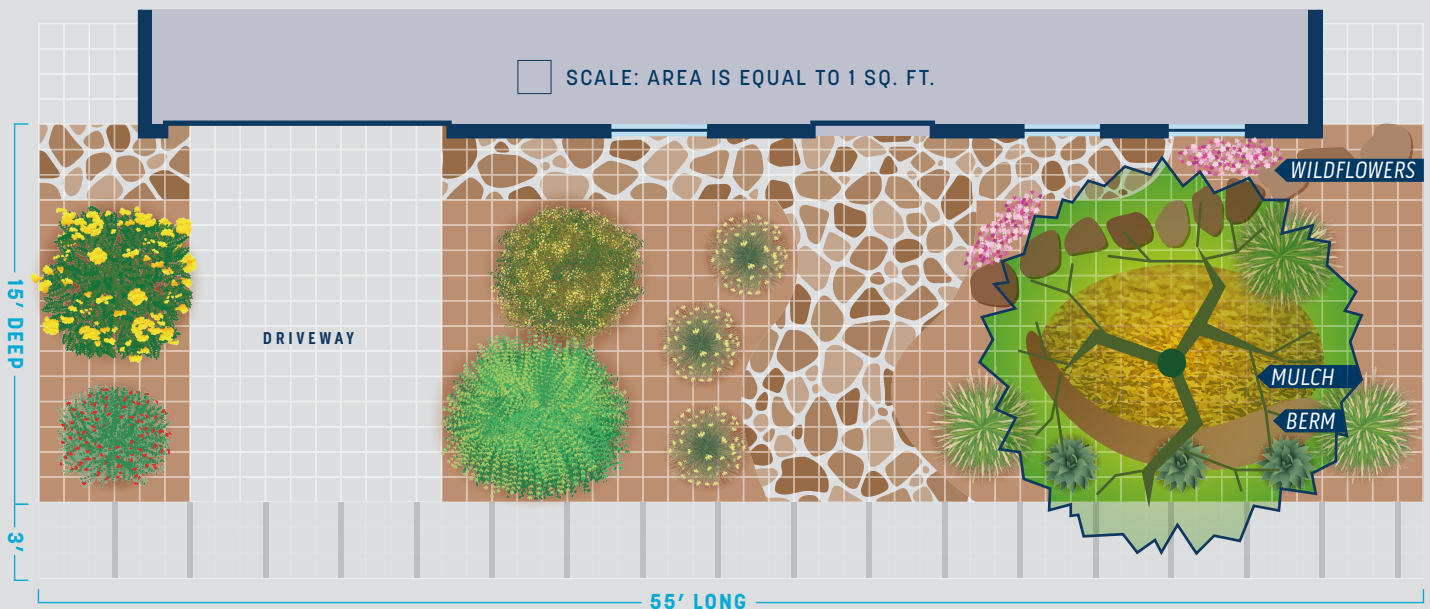 SCALE: AREA IS EQUAL TO 1 SQ. FT.
WILDFLOWERS
15' DEEP
DRIVEWAY
MULCH
BERM
3'
55' LONG